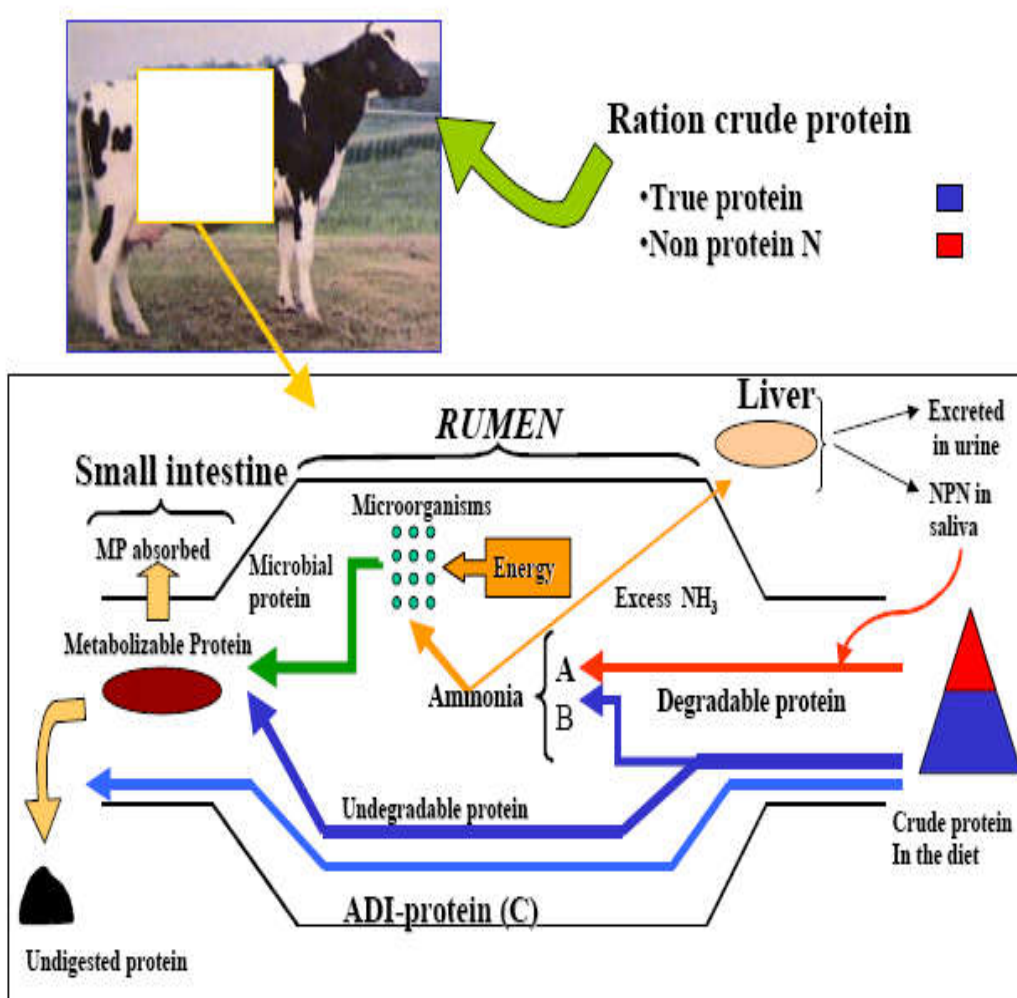 Ration crude protein
•True protein
•Non protein N
Liver
Excreted
in urine
NPN in
saliva
RUMEN
Small intestine
MP absorbed
Microorganisms
Microbial
protein
Energy
Excess NH₃
Metabolizable Protein
Ammonia
A
B
Degradable protein
Undegradable protein
Crude protein
In the diet
ADI-protein (C)
Undigested protein